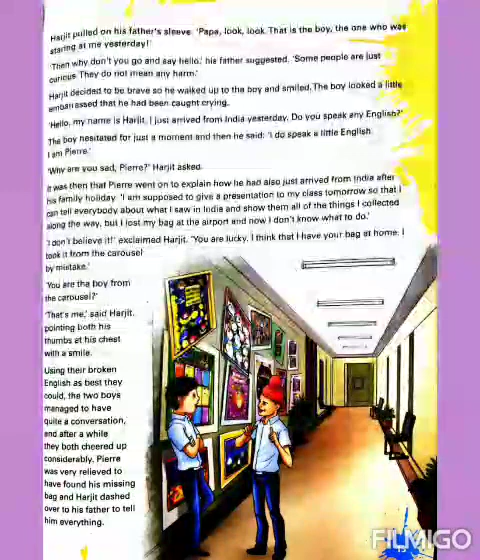 Harjit pulled on his father's sleeve. 'Papa, look, look. That is the boy, the one who was
staring at me yesterday!'
'Then why don't you go and say hello,' his father suggested. 'Some people are just
curious. They do not mean any harm.'
Harjit decided to be brave so he walked up to the boy and smiled. The boy looked a little
embarrassed that he had been caught crying.
'Hello, my name is Harjit. I just arrived from India yesterday. Do you speak any English?'
The boy hesitated for just a moment and then he said: 'I do speak a little English.
I am Pierre.'
'Why are you sad, Pierre?' Harjit asked.
It was then that Pierre went on to explain how he had also just arrived from India after
his family holiday. 'I am supposed to give a presentation to my class tomorrow so that I
can tell everybody about what I saw in India and show them all of the things I collected
along the way, but I lost my bag at the airport and now I don't know what to do.'
'I don't believe it!' exclaimed Harjit. 'You are lucky. I think that I have your bag at home. I
took it from the carousel
by mistake.'
'You are the boy from
the carousel?'
'That's me,' said Harjit,
pointing both his
thumbs at his chest
with a smile.
Using their broken
English as best they
could, the two boys
managed to have
quite a conversation,
and after a while
they both cheered up
considerably. Pierre
was very relieved to
have found his missing
bag and Harjit dashed
over to his father to tell
him everything.
FILMIGO